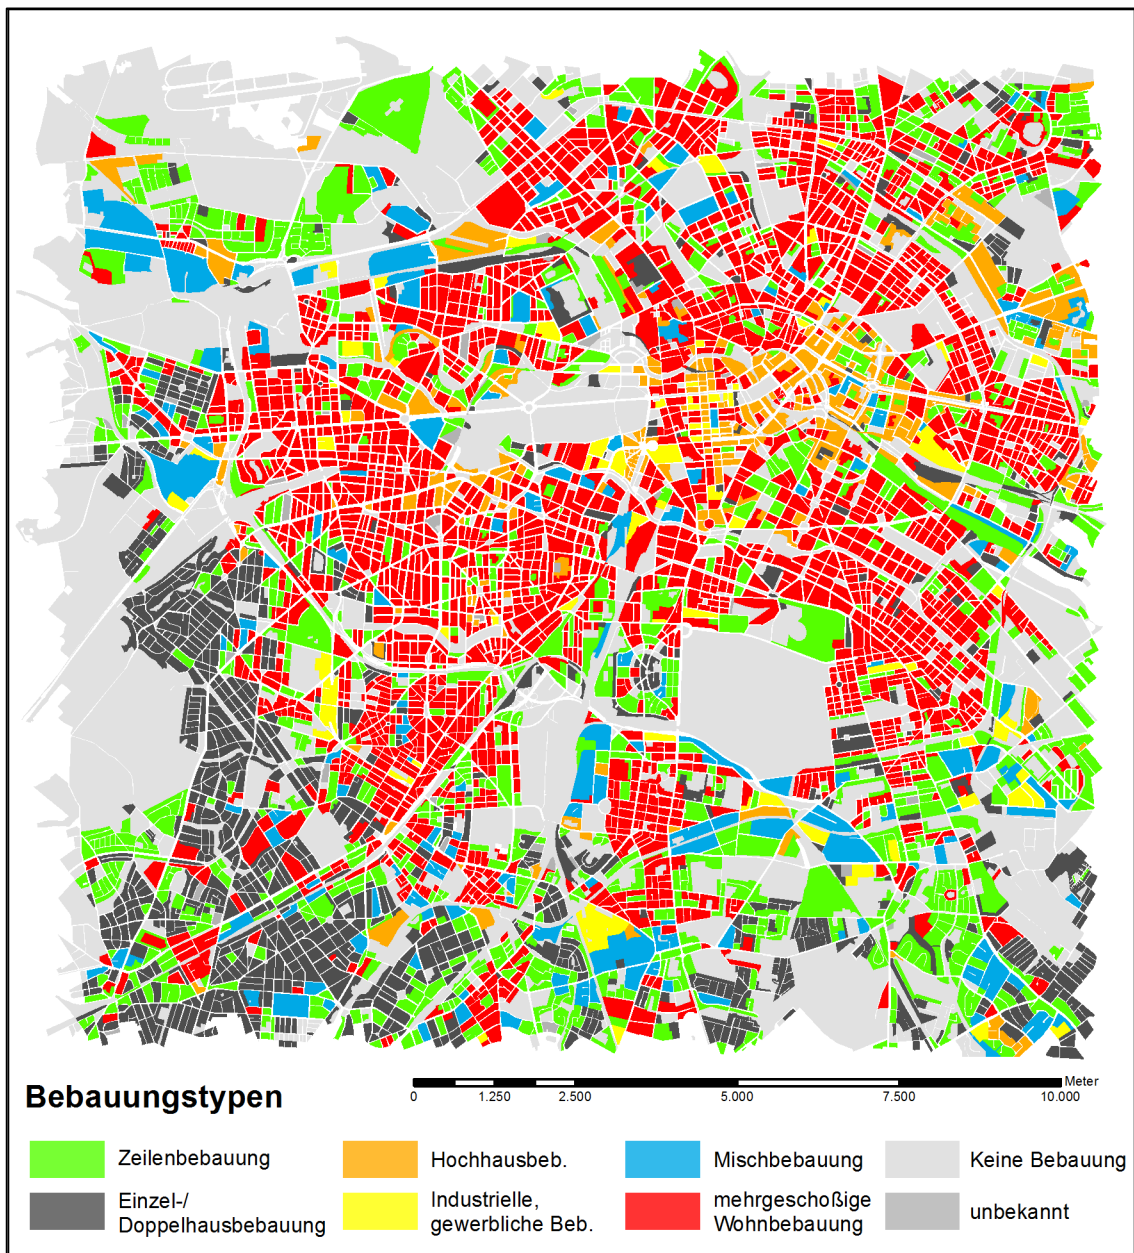 Bebauungstypen
Meter
0 1.250 2.500 5.000 7.500 10.000
Zeilenbebauung
Hochhausbeb.
Mischbebauung
Keine Bebauung
Einzel-/
Doppelhausbebauung
Industrielle,
gewerbliche Beb.
mehrgeschoßige
Wohnbebauung
unbekannt